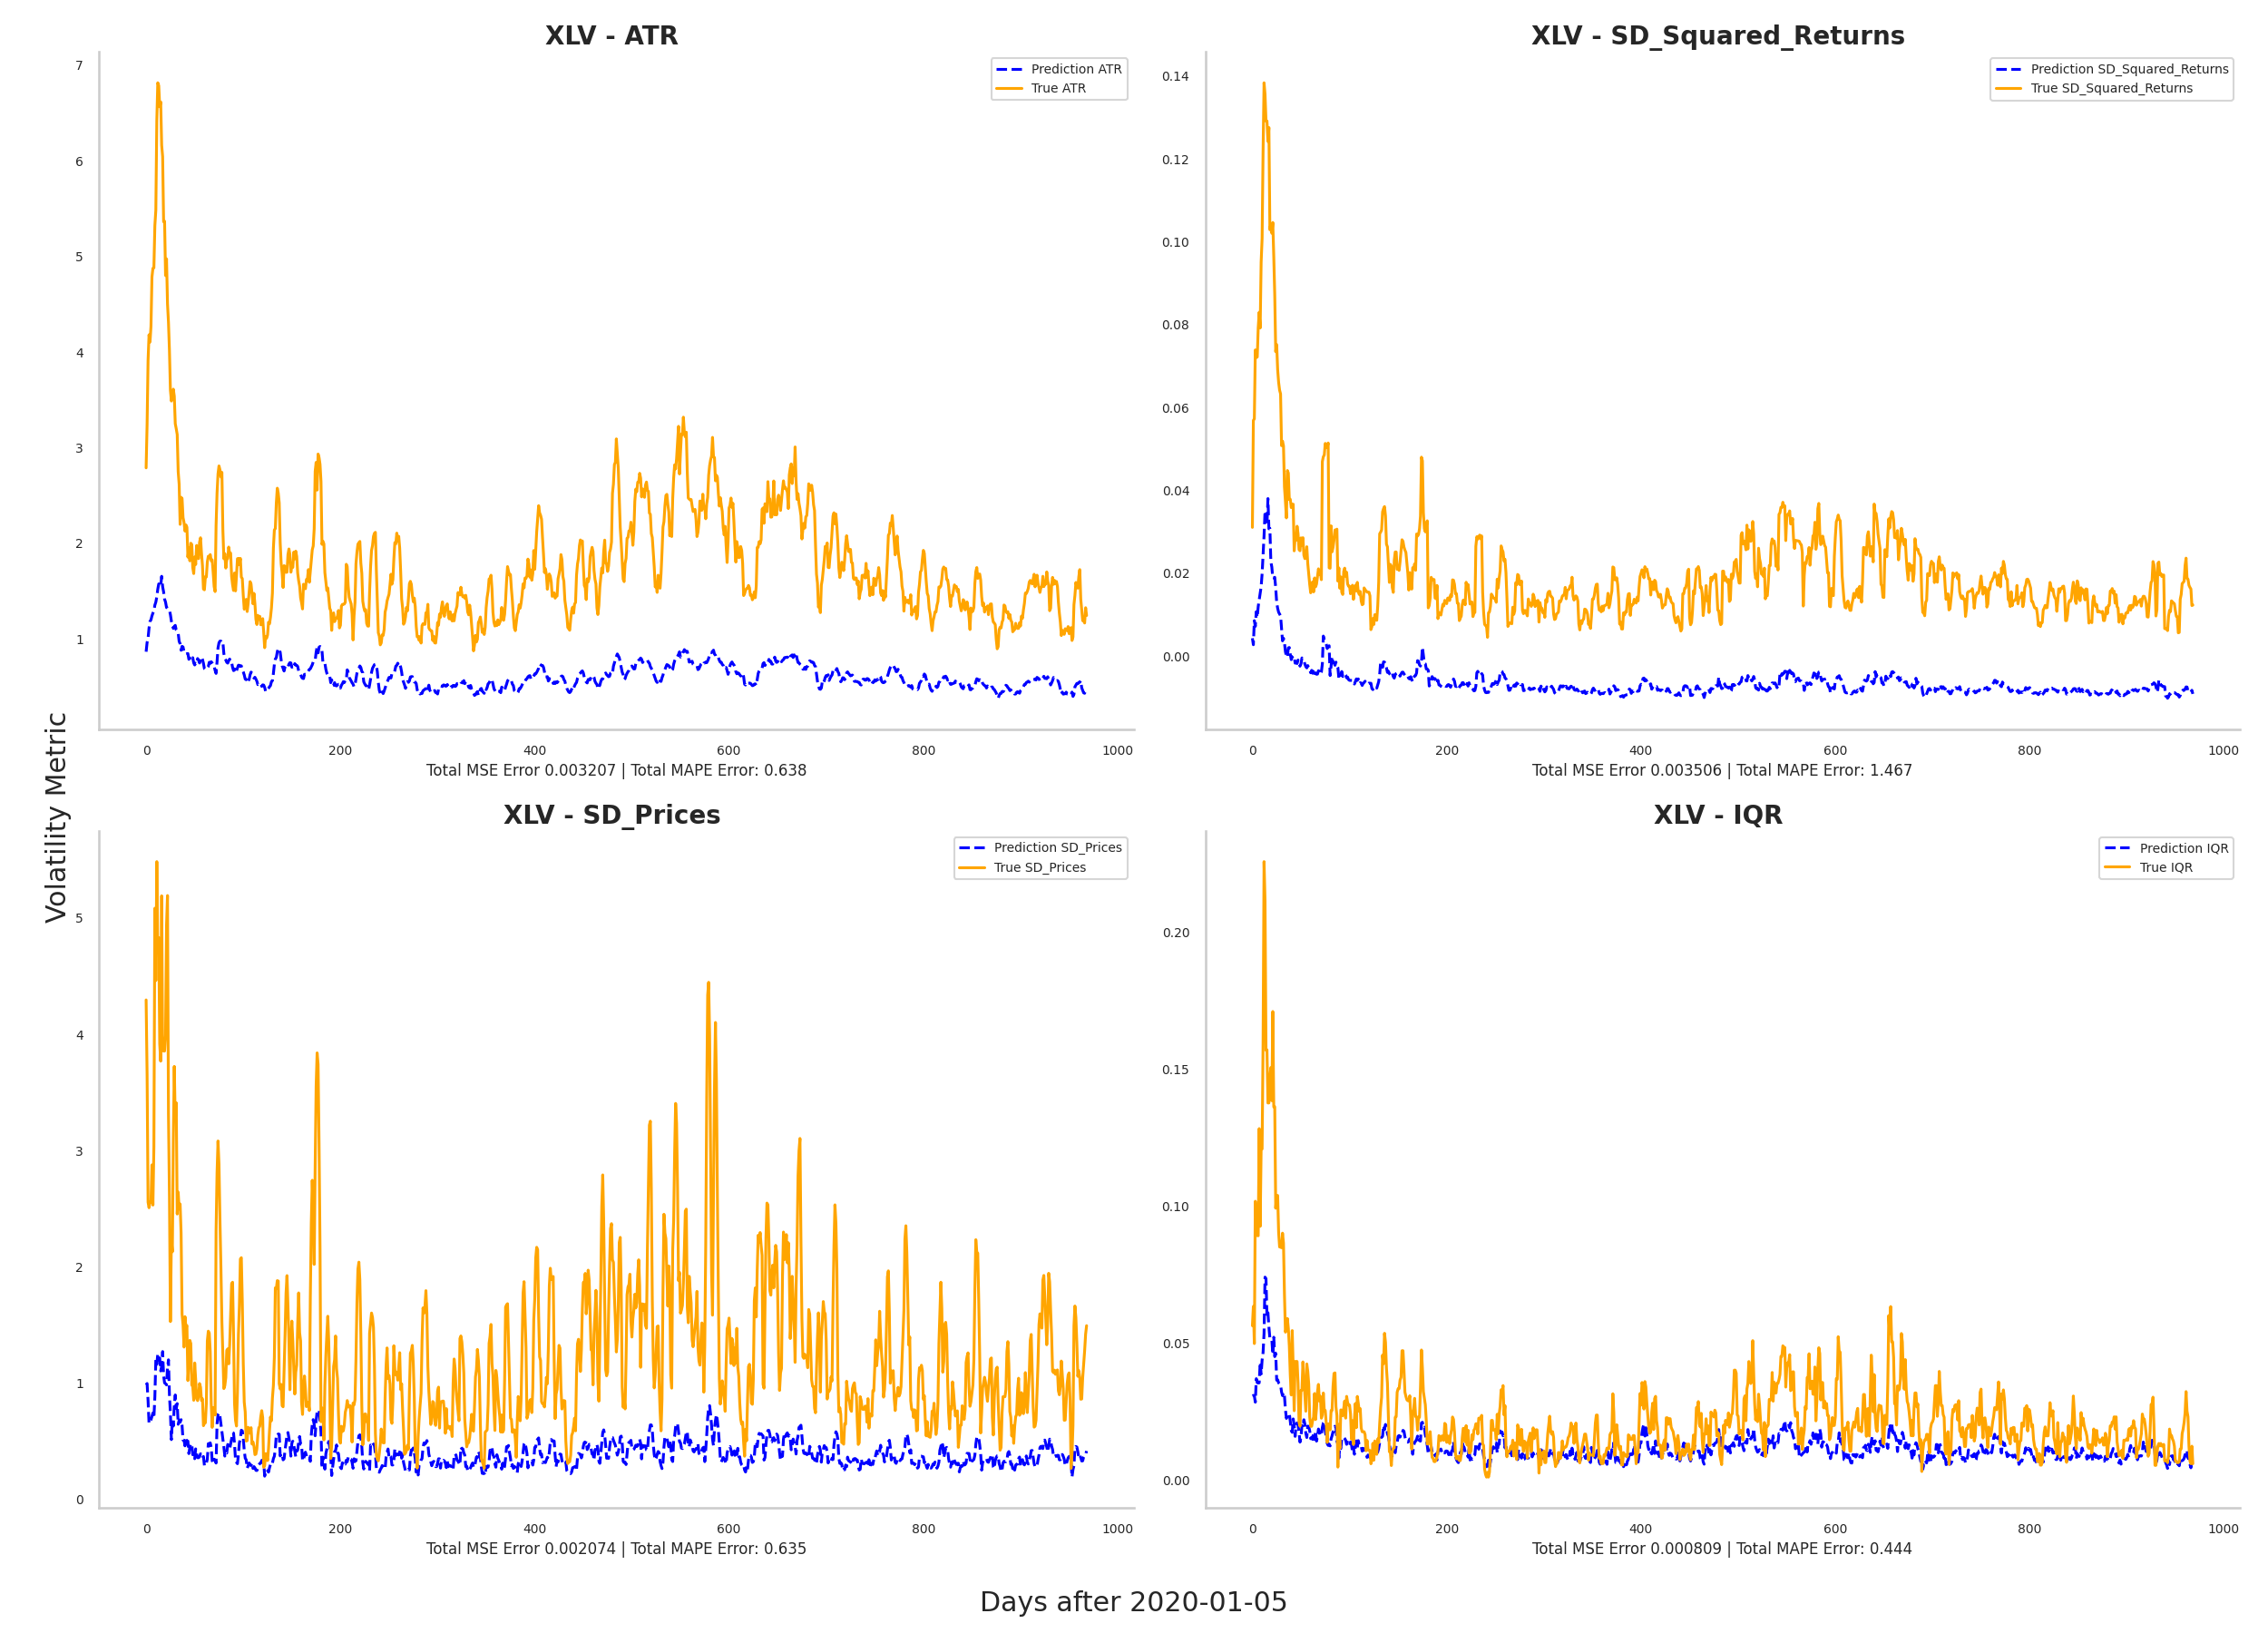 XLV - ATR
7
6
5
4
3
2
1
0 200 400 600 800 1000
Prediction ATR
True ATR
Total MSE Error 0.003207 | Total MAPE Error: 0.638
XLV - SD_Squared_Returns
0.14
0.12
0.10
0.08
0.06
0.04
0.02
0.00
0 200 400 600 800 1000
Prediction SD_Squared_Returns
True SD_Squared_Returns
Total MSE Error 0.003506 | Total MAPE Error: 1.467
Volatility Metric
XLV - SD_Prices
5
4
3
2
1
0
0 200 400 600 800 1000
Prediction SD_Prices
True SD_Prices
Total MSE Error 0.002074 | Total MAPE Error: 0.635
XLV - IQR
0.20
0.15
0.10
0.05
0.00
0 200 400 600 800 1000
Prediction IQR
True IQR
Total MSE Error 0.000809 | Total MAPE Error: 0.444
Days after 2020-01-05